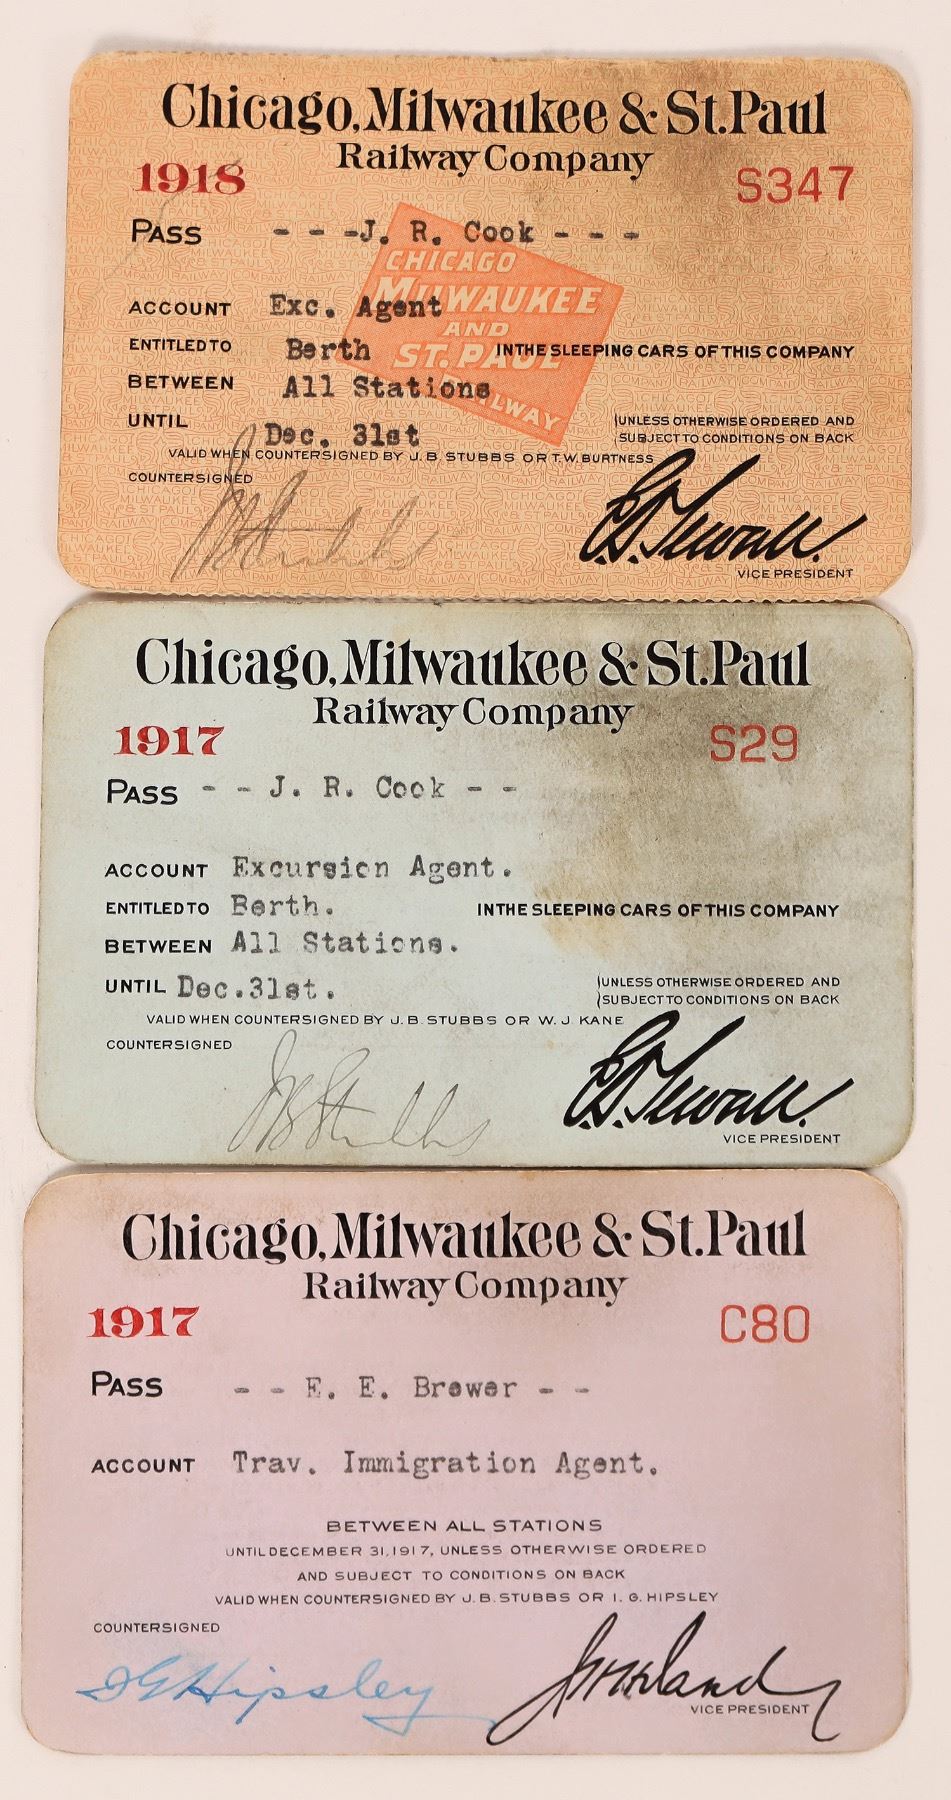 Chicago, Milwaukee & St. Paul
Railway Company
1918 S347
PASS - - -J. R. Cook - - -
CHICAGO
MILWAUKEE
AND
ST. PAUL
RAILWAY
ACCOUNT Exc. Agent
ENTITLED TO Berth IN THE SLEEPING CARS OF THIS COMPANY
BETWEEN All Stations
UNTIL Dec. 31st (UNLESS OTHERWISE ORDERED AND
(SUBJECT TO CONDITIONS ON BACK
VALID WHEN COUNTERSIGNED BY J. B. STUBBS OR T. W. BURTNESS
COUNTERSIGNED
J B Stubbs
E. D. Sewall.
VICE PRESIDENT
Chicago, Milwaukee & St. Paul
Railway Company
1917 S29
PASS - - J. R. Cook - -
ACCOUNT Excursion Agent.
ENTITLED TO Berth. IN THE SLEEPING CARS OF THIS COMPANY
BETWEEN All Stations.
UNTIL Dec.31st. (UNLESS OTHERWISE ORDERED AND
(SUBJECT TO CONDITIONS ON BACK
VALID WHEN COUNTERSIGNED BY J. B. STUBBS OR W. J. KANE
COUNTERSIGNED
J B Stubbs
E. D. Sewall.
VICE PRESIDENT
Chicago, Milwaukee & St. Paul
Railway Company
1917 C80
PASS - - E. E. Brewer - -
ACCOUNT Trav. Immigration Agent.
BETWEEN ALL STATIONS
UNTIL DECEMBER 31, 1917, UNLESS OTHERWISE ORDERED
AND SUBJECT TO CONDITIONS ON BACK
VALID WHEN COUNTERSIGNED BY J. B. STUBBS OR I. G. HIPSLEY
COUNTERSIGNED
I G Hipsley
VICE PRESIDENT